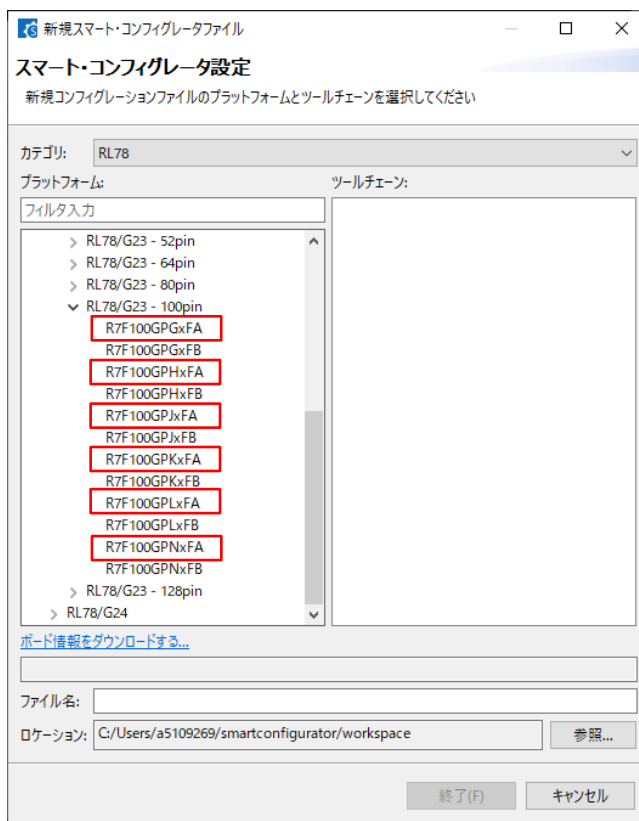 新規スマート・コンフィグレータファイル
スマート・コンフィグレータ設定
新規コンフィグレーションファイルのプラットフォームとツールチェーンを選択してください
カテゴリ: RL78
プラットフォーム:
フィルタ入力
RL78/G23 - 52pin
RL78/G23 - 64pin
RL78/G23 - 80pin
RL78/G23 - 100pin
R7F100GPGxFA
R7F100GPGxFB
R7F100GPHxFA
R7F100GPHxFB
R7F100GPJxFA
R7F100GPJxFB
R7F100GPKxFA
R7F100GPKxFB
R7F100GPLxFA
R7F100GPLxFB
R7F100GPNxFA
R7F100GPNxFB
RL78/G23 - 128pin
RL78/G24
ツールチェーン:
ボード情報をダウンロードする...
ファイル名:
ロケーション: C:/Users/a5109269/smartconfigurator/workspace 参照...
終了(F) キャンセル